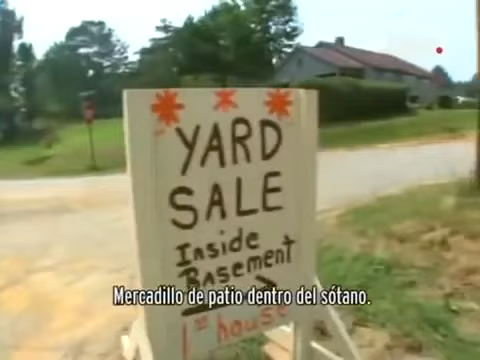 YARD
SALE
Inside
Basement
Mercadillo de patio dentro del sótano.
1st house